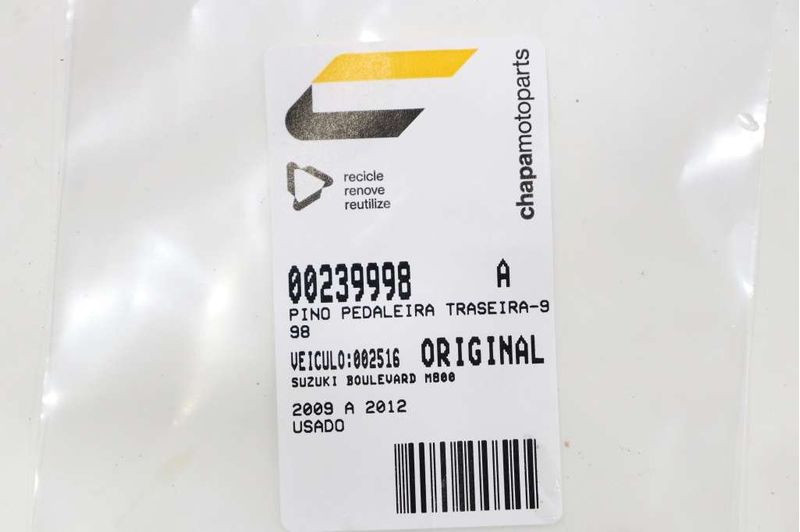 chapamotoparts
recicle
renove
reutilize
00239998 A
PINO PEDALEIRA TRASEIRA-9
98
VEICULO:002516 ORIGINAL
SUZUKI BOULEVARD M800
2009 A 2012
USADO